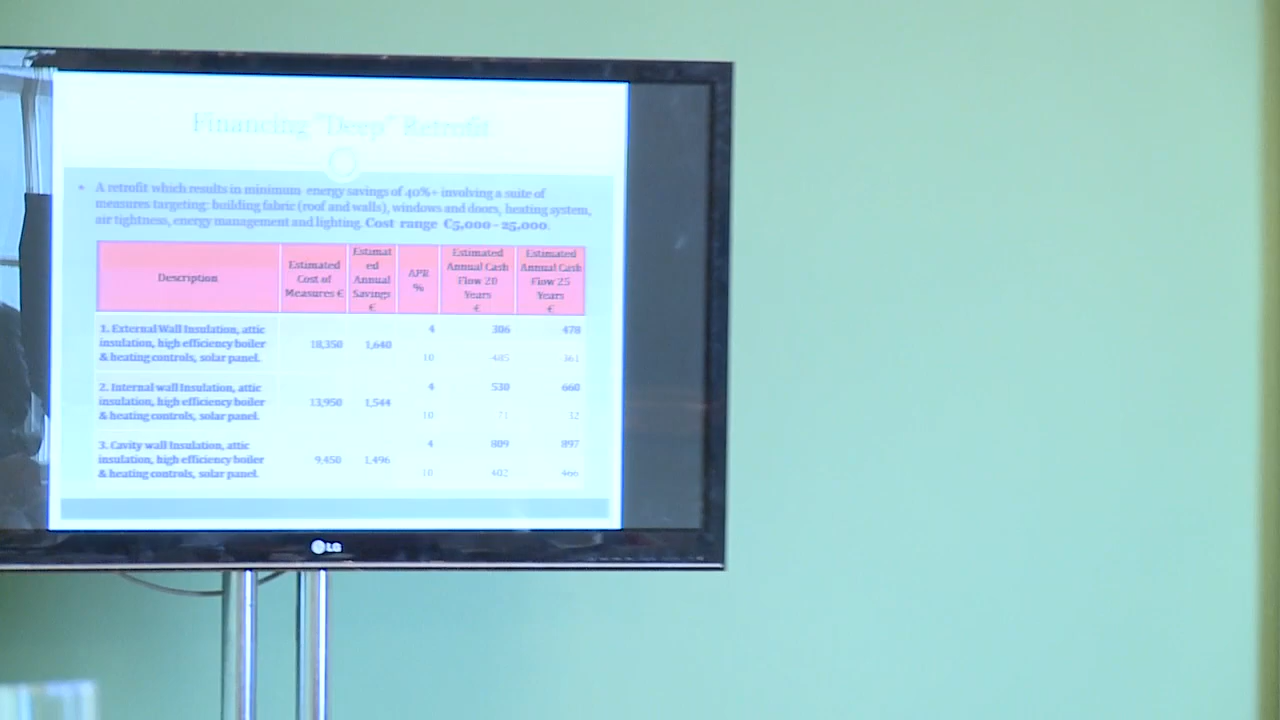 Financing "Deep" Retrofit
• A retrofit which results in minimum energy savings of 40%+ involving a suite of
measures targeting: building fabric (roof and walls), windows and doors, heating system,
air tightness, energy management and lighting. Cost range €5,000 - 25,000.
Description
Estimated
Cost of
Measures €
Estimat
ed
Annual
Savings
€
APR
%
Estimated
Annual Cash
Flow 20
Years
€
Estimated
Annual Cash
Flow 25
Years
€
1. External Wall Insulation, attic
insulation, high efficiency boiler
& heating controls, solar panel.
18,350 1,640
4 306 478
10
2. Internal wall Insulation, attic
insulation, high efficiency boiler
& heating controls, solar panel.
13,950 1,544
4 530 660
10 71
3. Cavity wall Insulation, attic
insulation, high efficiency boiler
& heating controls, solar panel.
9,450 1,496
4 809 897
10 402 466
LG